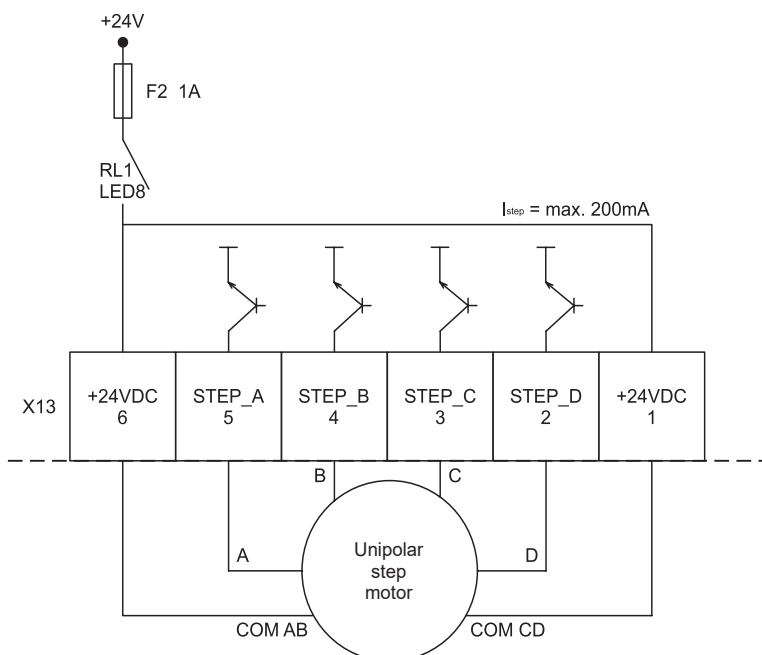 +24V
F2 1A
RL1
LED8
Istep = max. 200mA
X13
+24VDC
6
STEP_A
5
STEP_B
4
STEP_C
3
STEP_D
2
+24VDC
1
B
C
A
D
Unipolar
step
motor
COM AB
COM CD